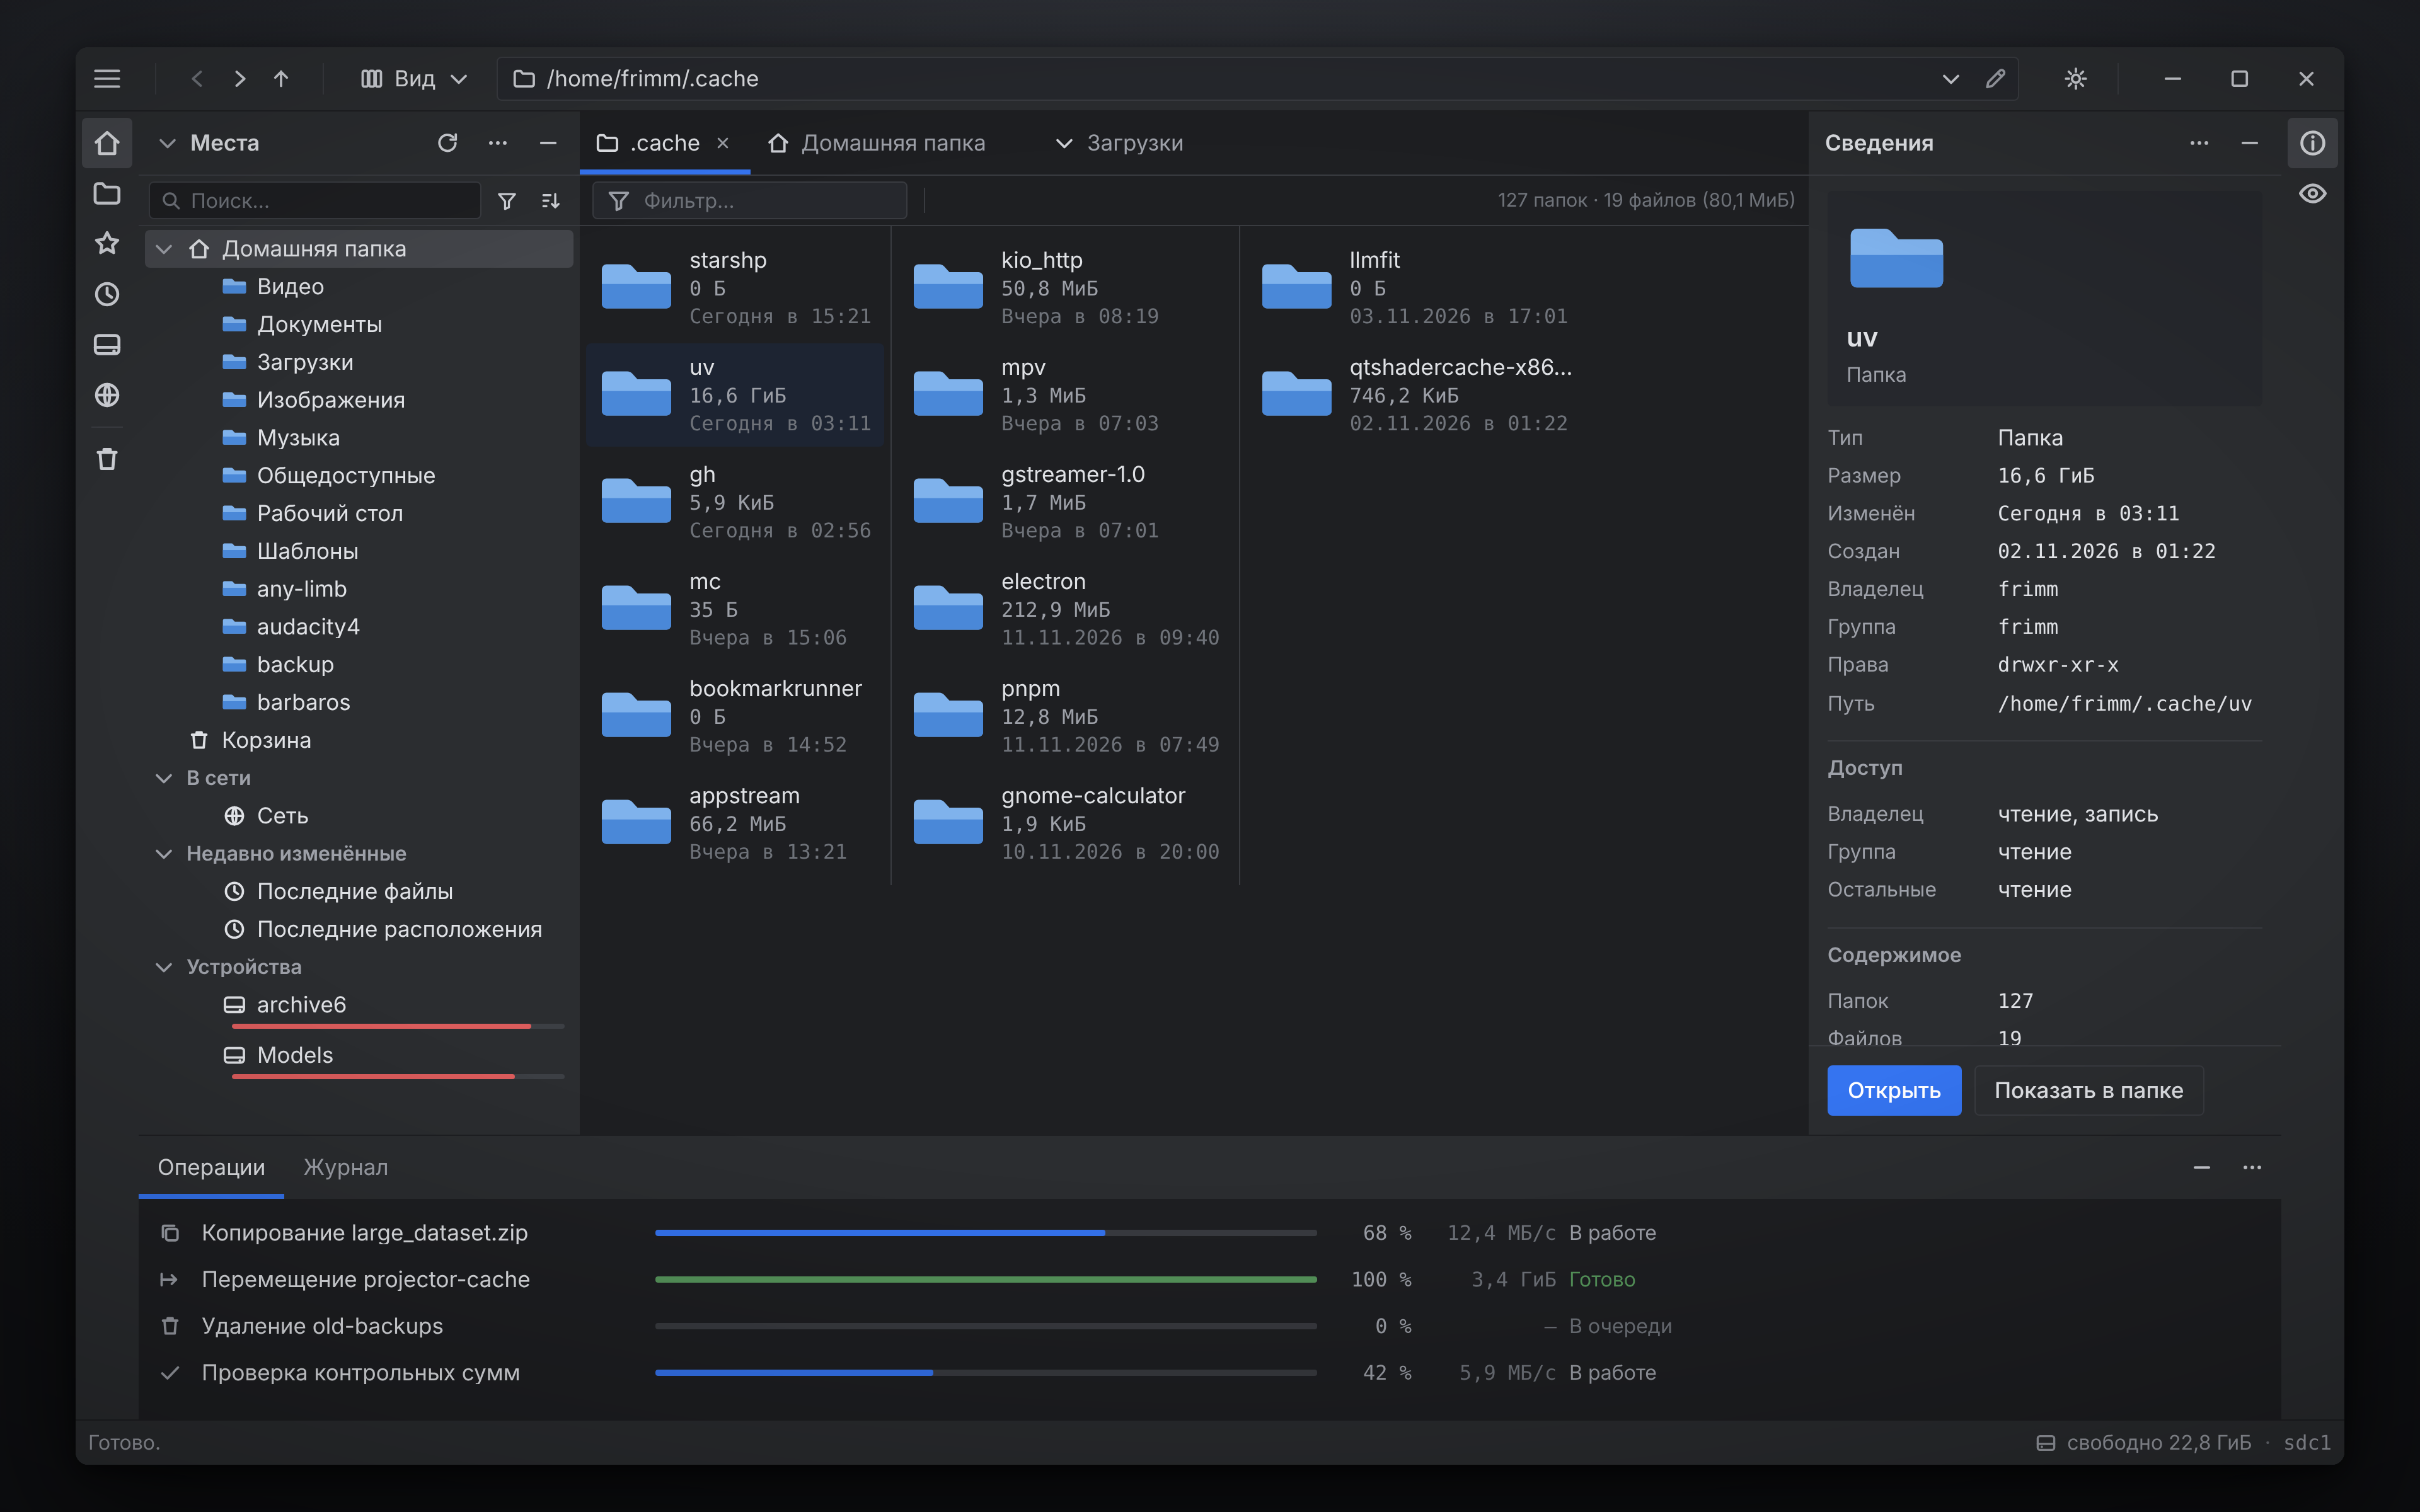 Вид
/home/frimm/.cache
Места
Поиск...
Домашняя папка
Видео
Документы
Загрузки
Изображения
Музыка
Общедоступные
Рабочий стол
Шаблоны
any-limb
audacity4
backup
barbaros
Корзина
В сети
Сеть
Недавно изменённые
Последние файлы
Последние расположения
Устройства
archive6
Models
.cache
Домашняя папка
Загрузки
Фильтр...
127 папок · 19 файлов (80,1 МиБ)
starshp
0 Б
Сегодня в 15:21
uv
16,6 ГиБ
Сегодня в 03:11
gh
5,9 КиБ
Сегодня в 02:56
mc
35 Б
Вчера в 15:06
bookmarkrunner
0 Б
Вчера в 14:52
appstream
66,2 МиБ
Вчера в 13:21
kio_http
50,8 МиБ
Вчера в 08:19
mpv
1,3 МиБ
Вчера в 07:03
gstreamer-1.0
1,7 МиБ
Вчера в 07:01
electron
212,9 МиБ
11.11.2026 в 09:40
pnpm
12,8 МиБ
11.11.2026 в 07:49
gnome-calculator
1,9 КиБ
10.11.2026 в 20:00
llmfit
0 Б
03.11.2026 в 17:01
qtshadercache-x86...
746,2 КиБ
02.11.2026 в 01:22
Сведения
uv
Папка
Тип Папка
Размер 16,6 ГиБ
Изменён Сегодня в 03:11
Создан 02.11.2026 в 01:22
Владелец frimm
Группа frimm
Права drwxr-xr-x
Путь /home/frimm/.cache/uv
Доступ
Владелец чтение, запись
Группа чтение
Остальные чтение
Содержимое
Папок 127
Файлов 19
Открыть Показать в папке
Операции Журнал
Копирование large_dataset.zip 68 % 12,4 МБ/с В работе
Перемещение projector-cache 100 % 3,4 ГиБ Готово
Удаление old-backups 0 % — В очереди
Проверка контрольных сумм 42 % 5,9 МБ/с В работе
Готово.
свободно 22,8 ГиБ · sdc1